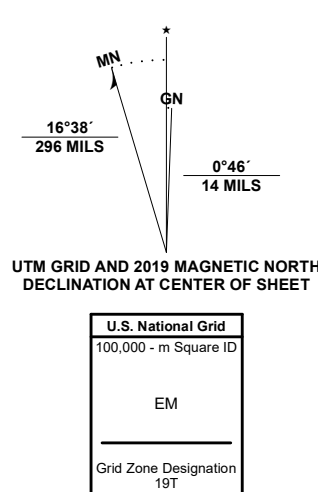 ★
MN
GN
16°38´
296 MILS
0°46´
14 MILS
UTM GRID AND 2019 MAGNETIC NORTH
DECLINATION AT CENTER OF SHEET
U.S. National Grid
100,000 - m Square ID
EM
Grid Zone Designation
19T